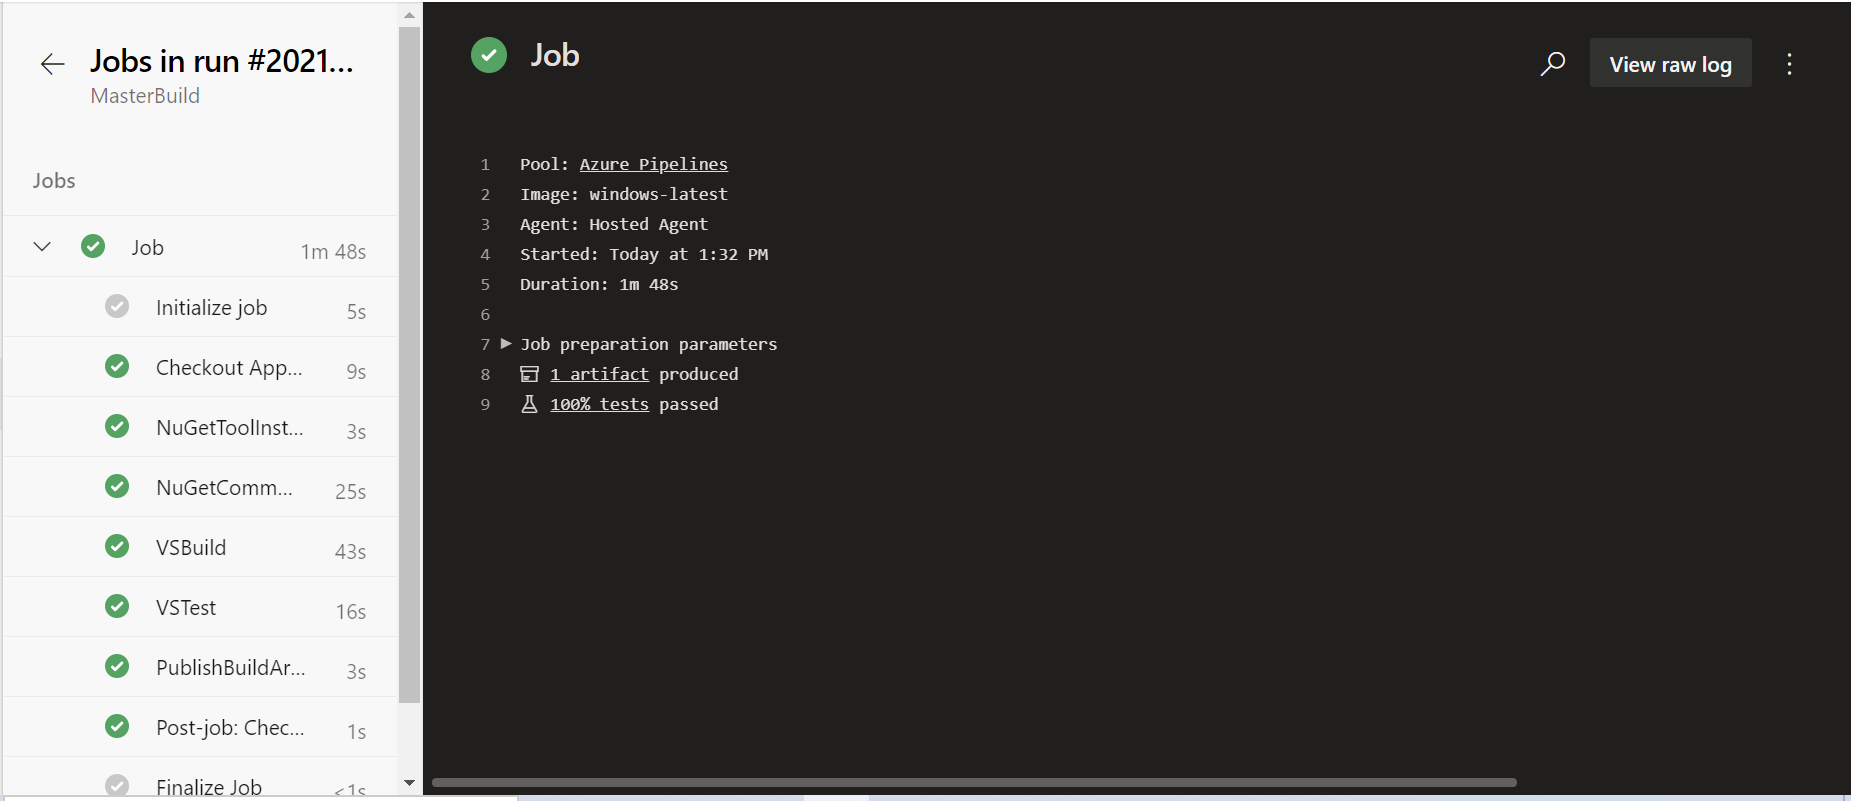 Jobs in run #2021...
MasterBuild
Jobs
Job 1m 48s
Initialize job 5s
Checkout App... 9s
NuGetToolInst... 3s
NuGetComm... 25s
VSBuild 43s
VSTest 16s
PublishBuildAr... 3s
Post-job: Chec... 1s
Finalize Job <1s
Job
View raw log
1 Pool: Azure Pipelines
2 Image: windows-latest
3 Agent: Hosted Agent
4 Started: Today at 1:32 PM
5 Duration: 1m 48s
6
7 Job preparation parameters
8 1 artifact produced
9 100% tests passed